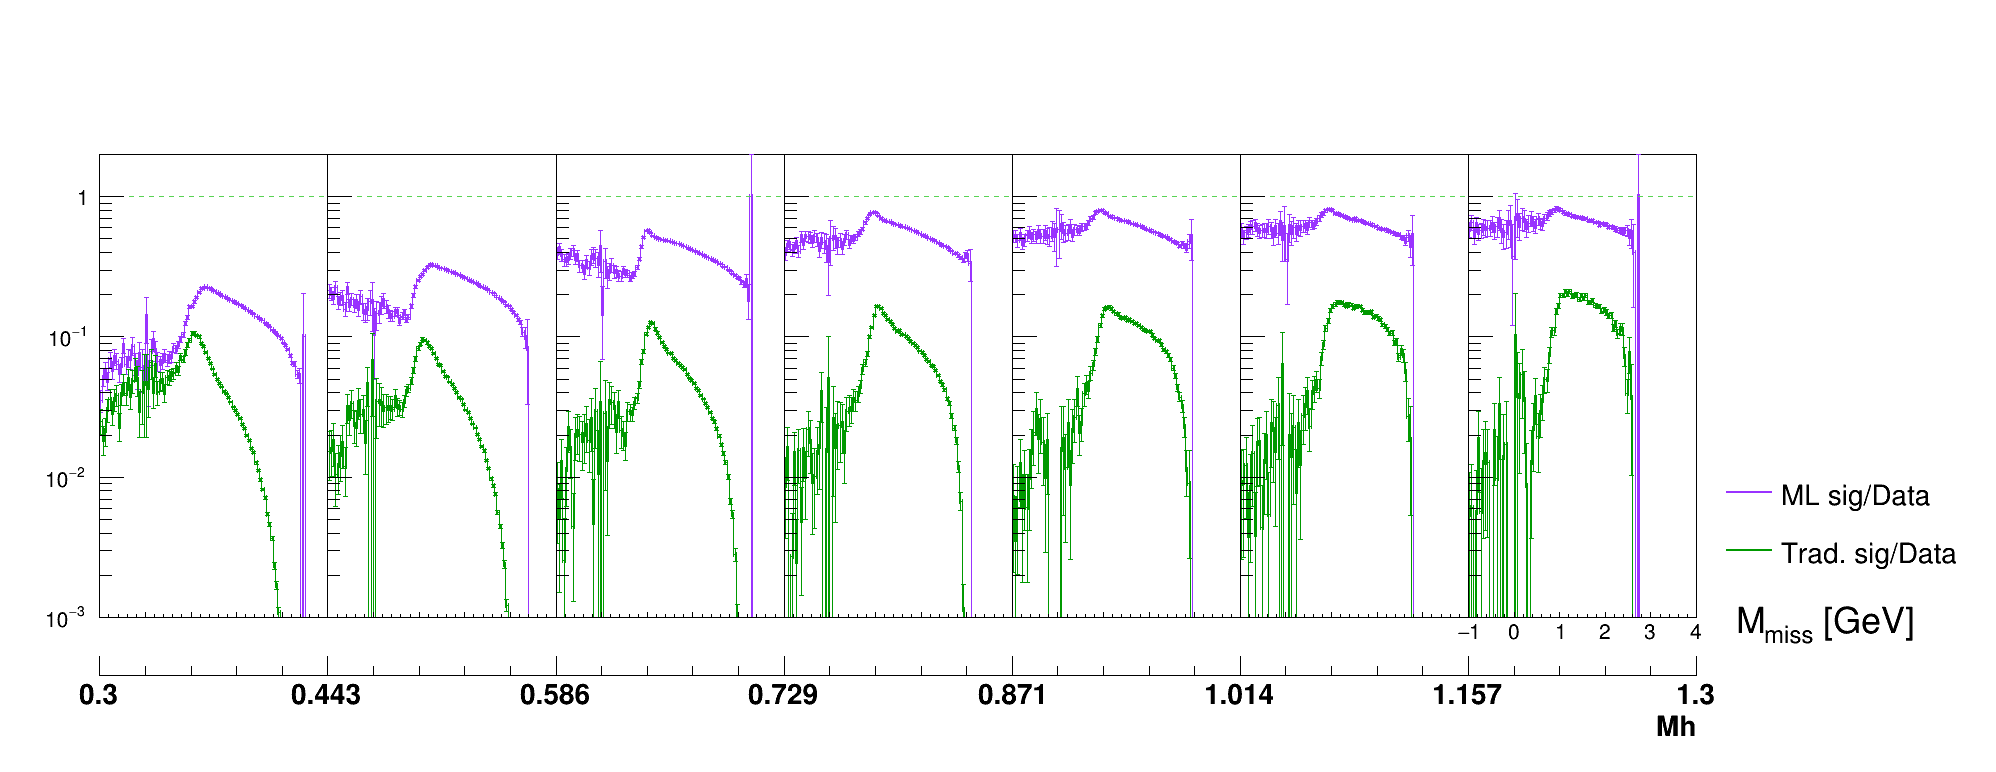 1
10⁻¹
10⁻²
10⁻³
ML sig/Data
Trad. sig/Data
−1 0 1 2 3 4
M_miss [GeV]
0.3 0.443 0.586 0.729 0.871 1.014 1.157 1.3
Mh